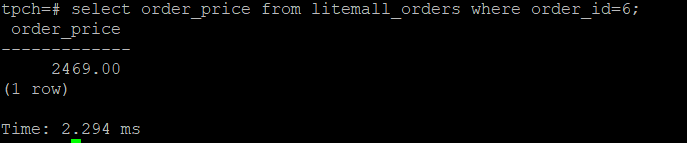 tpch=# select order_price from litemall_orders where order_id=6;
order_price
-------------
2469.00
(1 row)
Time: 2.294 ms